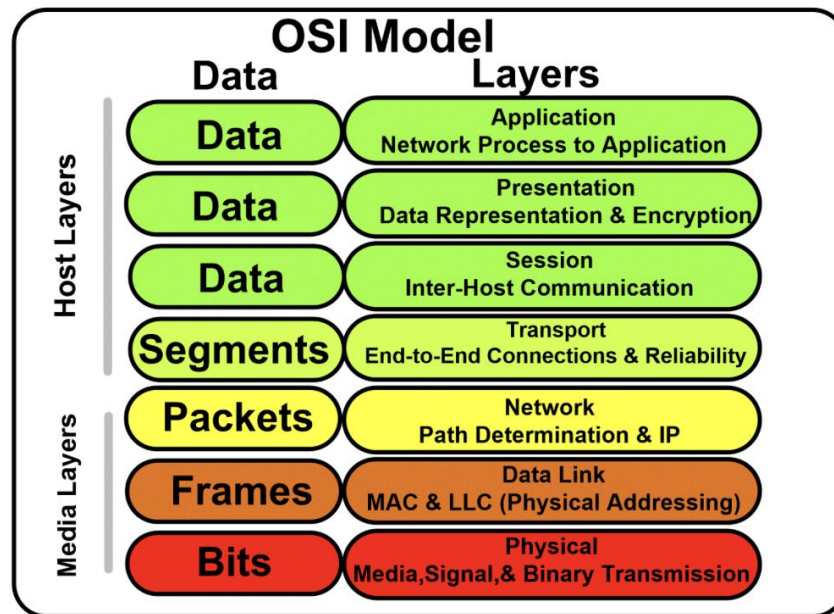 OSI Model
Data Layers
Host Layers
Data
Application
Network Process to Application
Data
Presentation
Data Representation & Encryption
Data
Session
Inter-Host Communication
Segments
Transport
End-to-End Connections & Reliability
Media Layers
Packets
Network
Path Determination & IP
Frames
Data Link
MAC & LLC (Physical Addressing)
Bits
Physical
Media,Signal,& Binary Transmission